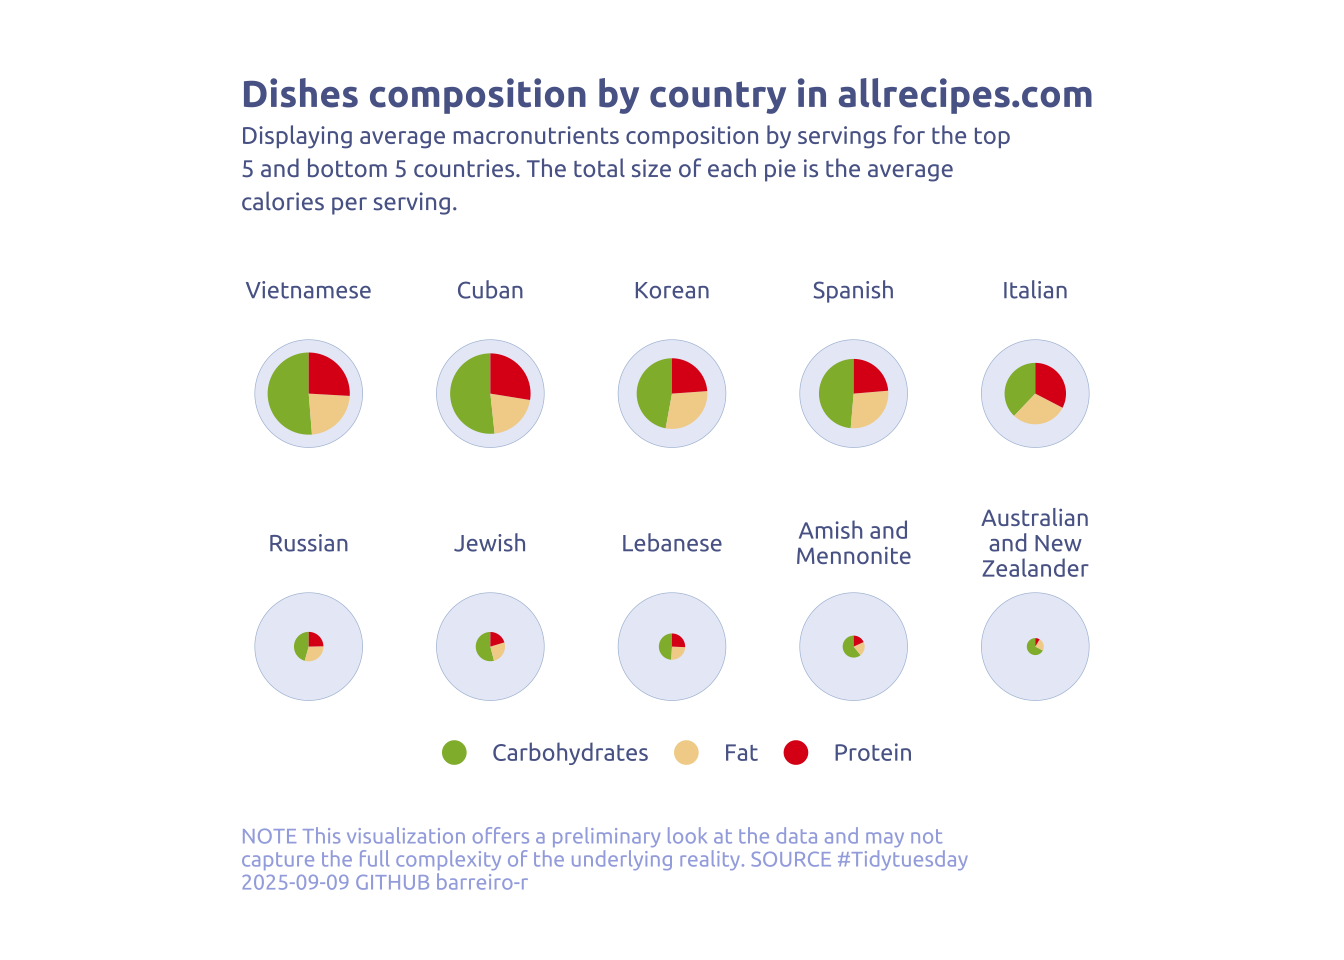 Dishes composition by country in allrecipes.com
Displaying average macronutrients composition by servings for the top
5 and bottom 5 countries. The total size of each pie is the average
calories per serving.
Vietnamese
Cuban
Korean
Spanish
Italian
Russian
Jewish
Lebanese
Amish and
Mennonite
Australian
and New
Zealander
Carbohydrates
Fat
Protein
NOTE This visualization offers a preliminary look at the data and may not
capture the full complexity of the underlying reality. SOURCE #Tidytuesday
2025-09-09 GITHUB barreiro-r